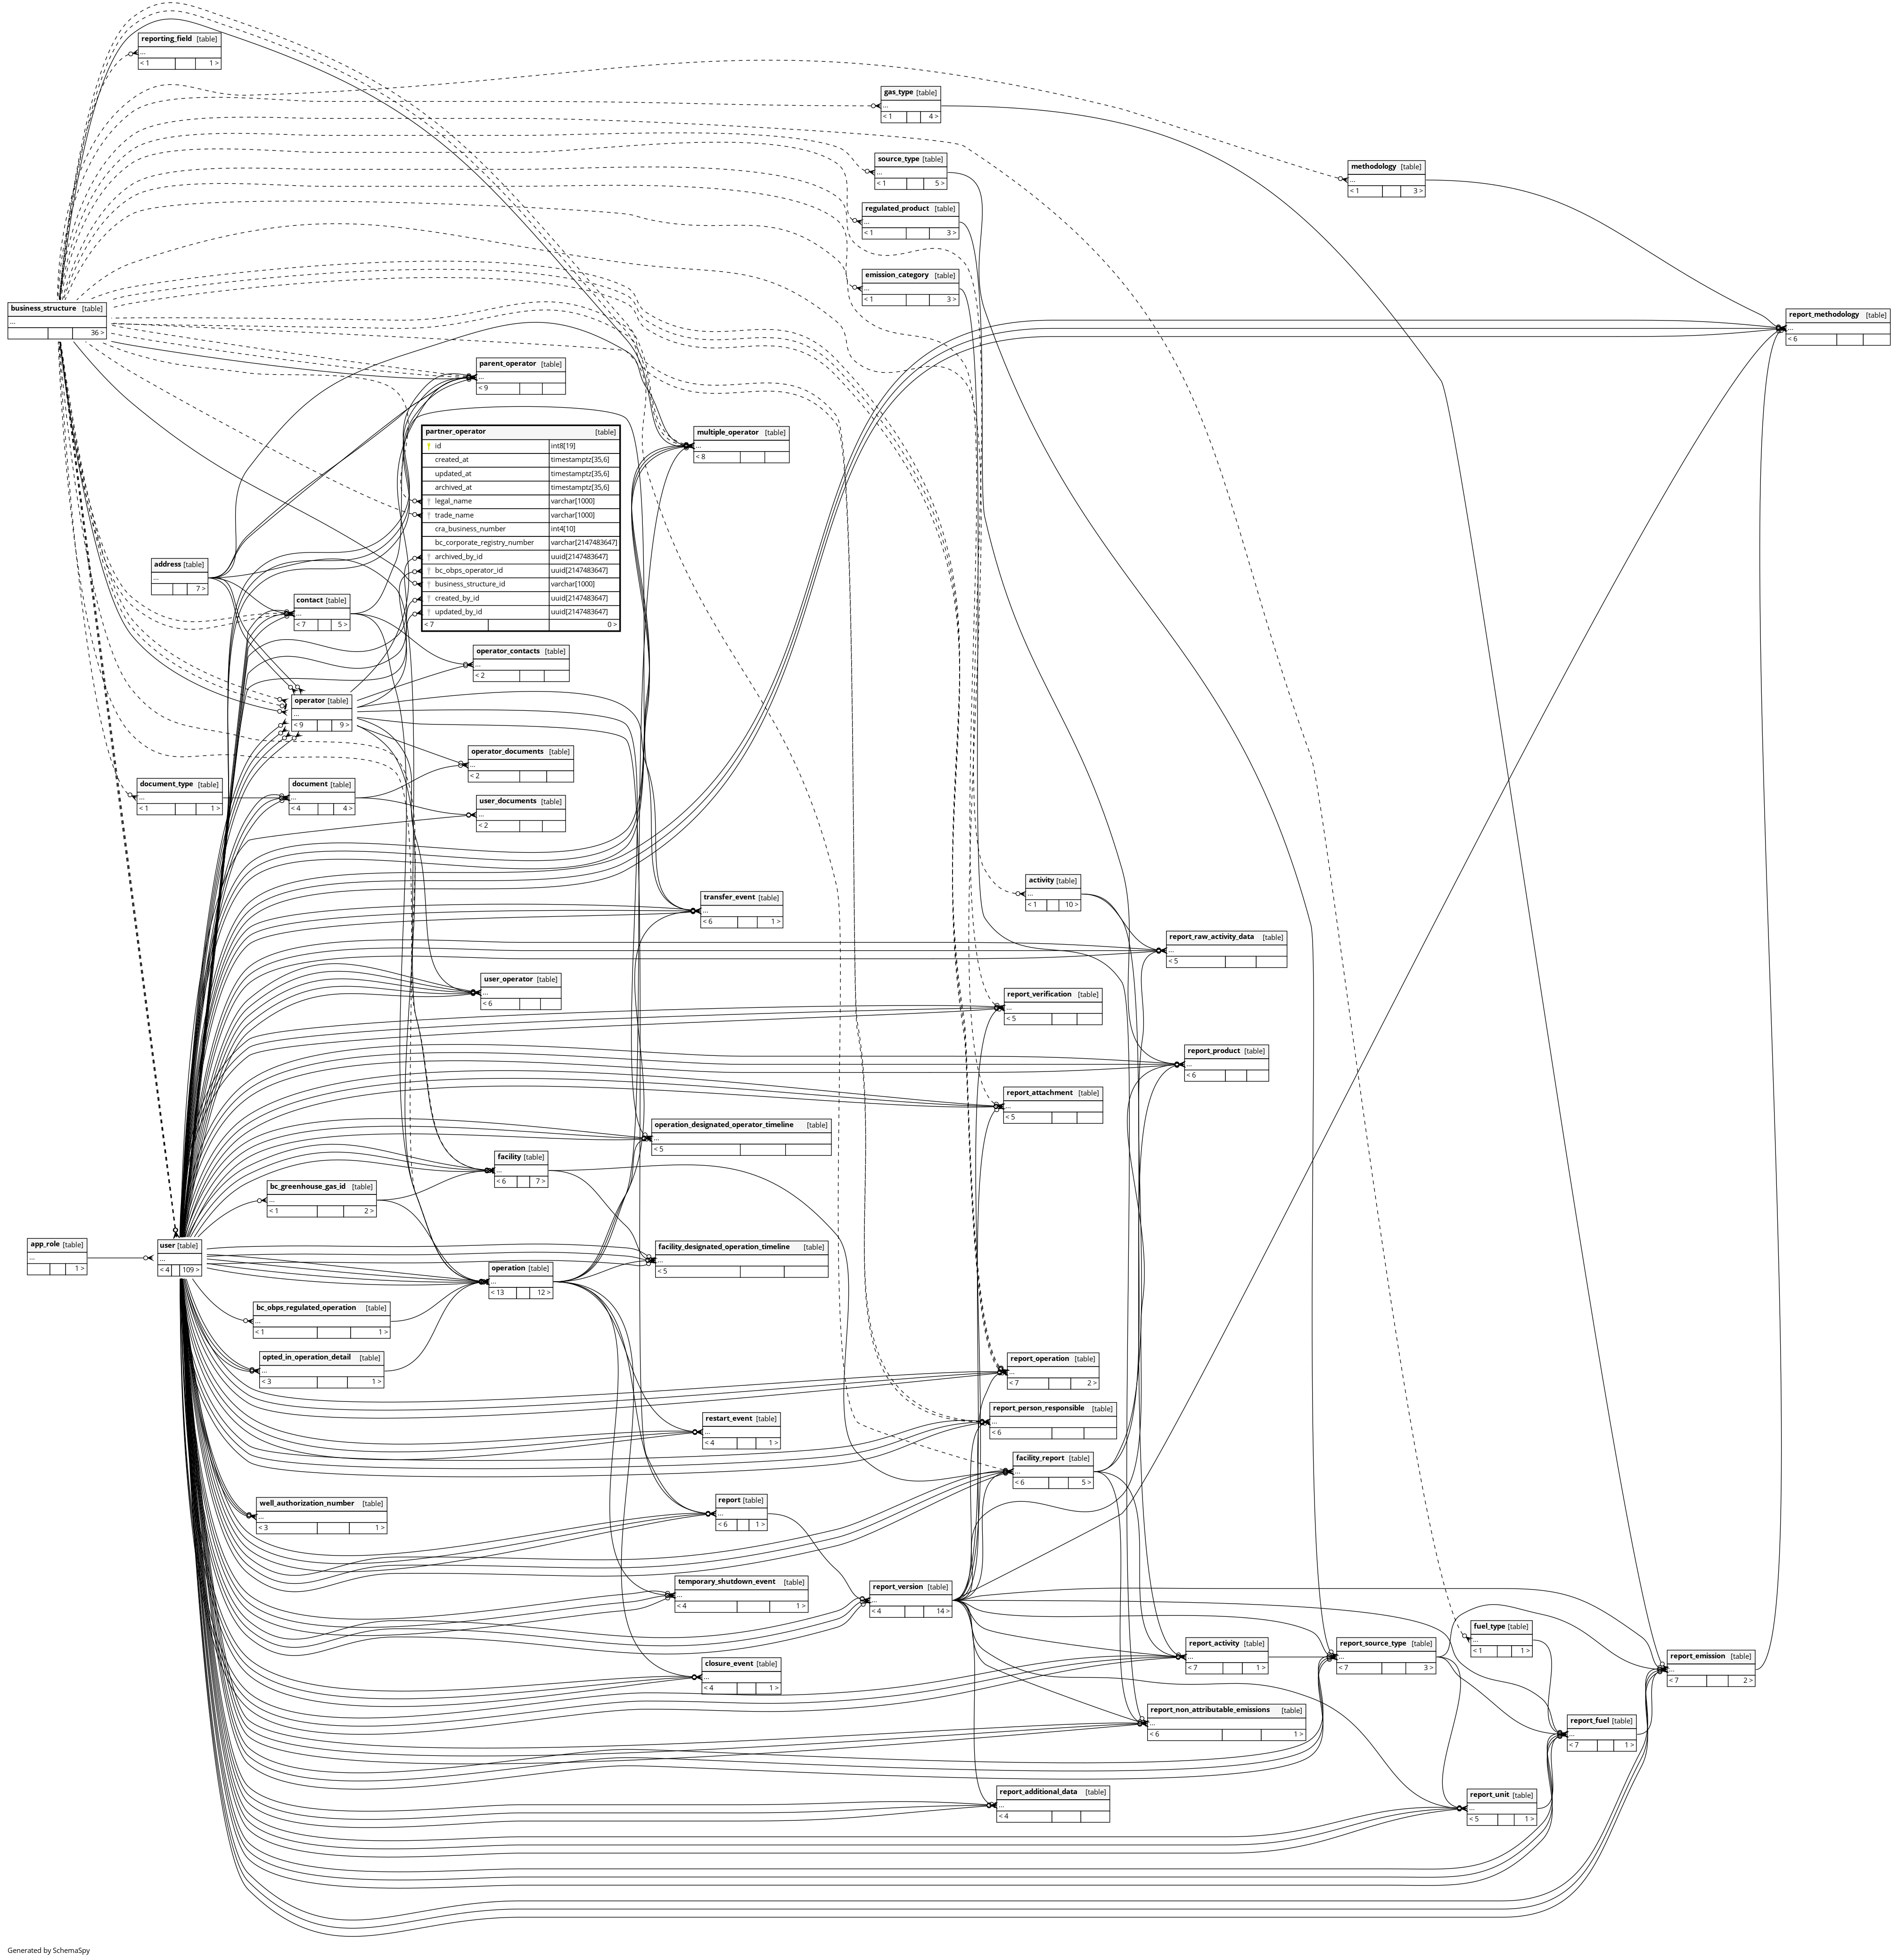 reporting_field [table]
...
< 1 1 >
gas_type [table]
...
< 1 4 >
source_type [table]
...
< 1 5 >
methodology [table]
...
< 1 3 >
regulated_product [table]
...
< 1 3 >
emission_category [table]
...
< 1 3 >
business_structure [table]
...
36 >
report_methodology [table]
...
< 6
parent_operator [table]
...
< 9
partner_operator [table]
id int8[19]
created_at timestamptz[35,6]
updated_at timestamptz[35,6]
archived_at timestamptz[35,6]
legal_name varchar[1000]
trade_name varchar[1000]
cra_business_number int4[10]
bc_corporate_registry_number varchar[2147483647]
archived_by_id uuid[2147483647]
bc_obps_operator_id uuid[2147483647]
business_structure_id varchar[1000]
created_by_id uuid[2147483647]
updated_by_id uuid[2147483647]
< 7 0 >
multiple_operator [table]
...
< 8
address [table]
...
7 >
contact [table]
...
< 7 5 >
operator_contacts [table]
...
< 2
operator [table]
...
< 9 9 >
operator_documents [table]
...
< 2
document_type [table]
...
< 1 1 >
document [table]
...
< 4 4 >
user_documents [table]
...
< 2
activity [table]
...
< 1 10 >
transfer_event [table]
...
< 6 1 >
report_raw_activity_data [table]
...
< 5
user_operator [table]
...
< 6
report_verification [table]
...
< 5
report_product [table]
...
< 6
report_attachment [table]
...
< 5
operation_designated_operator_timeline [table]
...
< 5
facility [table]
...
< 6 7 >
bc_greenhouse_gas_id [table]
...
< 1 2 >
app_role [table]
...
1 >
user [table]
...
< 4 109 >
facility_designated_operation_timeline [table]
...
< 5
operation [table]
...
< 13 12 >
bc_obps_regulated_operation [table]
...
< 1 1 >
opted_in_operation_detail [table]
...
< 3 1 >
report_operation [table]
...
< 7 2 >
report_person_responsible [table]
...
< 6
restart_event [table]
...
< 4 1 >
facility_report [table]
...
< 6 5 >
well_authorization_number [table]
...
< 3 1 >
report [table]
...
< 6 1 >
temporary_shutdown_event [table]
...
< 4 1 >
report_version [table]
...
< 4 14 >
fuel_type [table]
...
< 1 1 >
report_activity [table]
...
< 7 1 >
report_source_type [table]
...
< 7 3 >
report_emission [table]
...
< 7 2 >
closure_event [table]
...
< 4 1 >
report_non_attributable_emissions [table]
...
< 6 1 >
report_fuel [table]
...
< 7 1 >
report_additional_data [table]
...
< 4
report_unit [table]
...
< 5 1 >
Generated by SchemaSpy